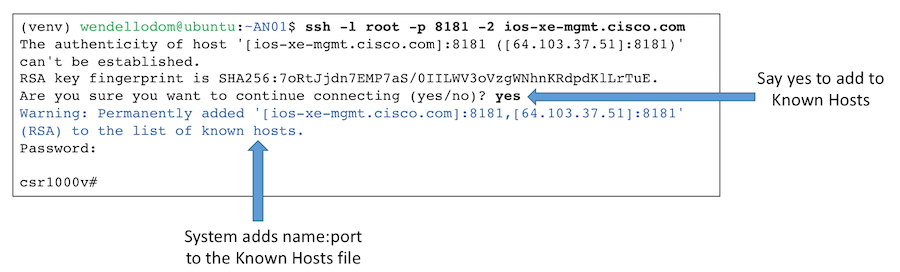 (venv) wendellodom@ubuntu:~AN01$ ssh -l root -p 8181 -2 ios-xe-mgmt.cisco.com
The authenticity of host '[ios-xe-mgmt.cisco.com]:8181 ([64.103.37.51]:8181)'
can't be established.
RSA key fingerprint is SHA256:7oRtJjdn7EMP7aS/0IILWV3oVzgWNhnKRdpdKlLrTuE.
Are you sure you want to continue connecting (yes/no)? yes
Warning: Permanently added '[ios-xe-mgmt.cisco.com]:8181,[64.103.37.51]:8181'
(RSA) to the list of known hosts.
Password:
csr1000v#
Say yes to add to
Known Hosts
System adds name:port
to the Known Hosts file